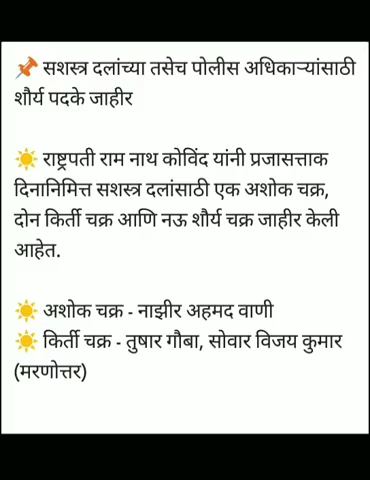 📌 सशस्त्र दलांच्या तसेच पोलीस अधिकाऱ्यांसाठी
शौर्य पदके जाहीर
☀️ राष्ट्रपती राम नाथ कोविंद यांनी प्रजासत्ताक
दिनानिमित्त सशस्त्र दलांसाठी एक अशोक चक्र,
दोन किर्ती चक्र आणि नऊ शौर्य चक्र जाहीर केली
आहेत.
☀️ अशोक चक्र - नाझीर अहमद वाणी
☀️ किर्ती चक्र - तुषार गौबा, सोवार विजय कुमार
(मरणोत्तर)